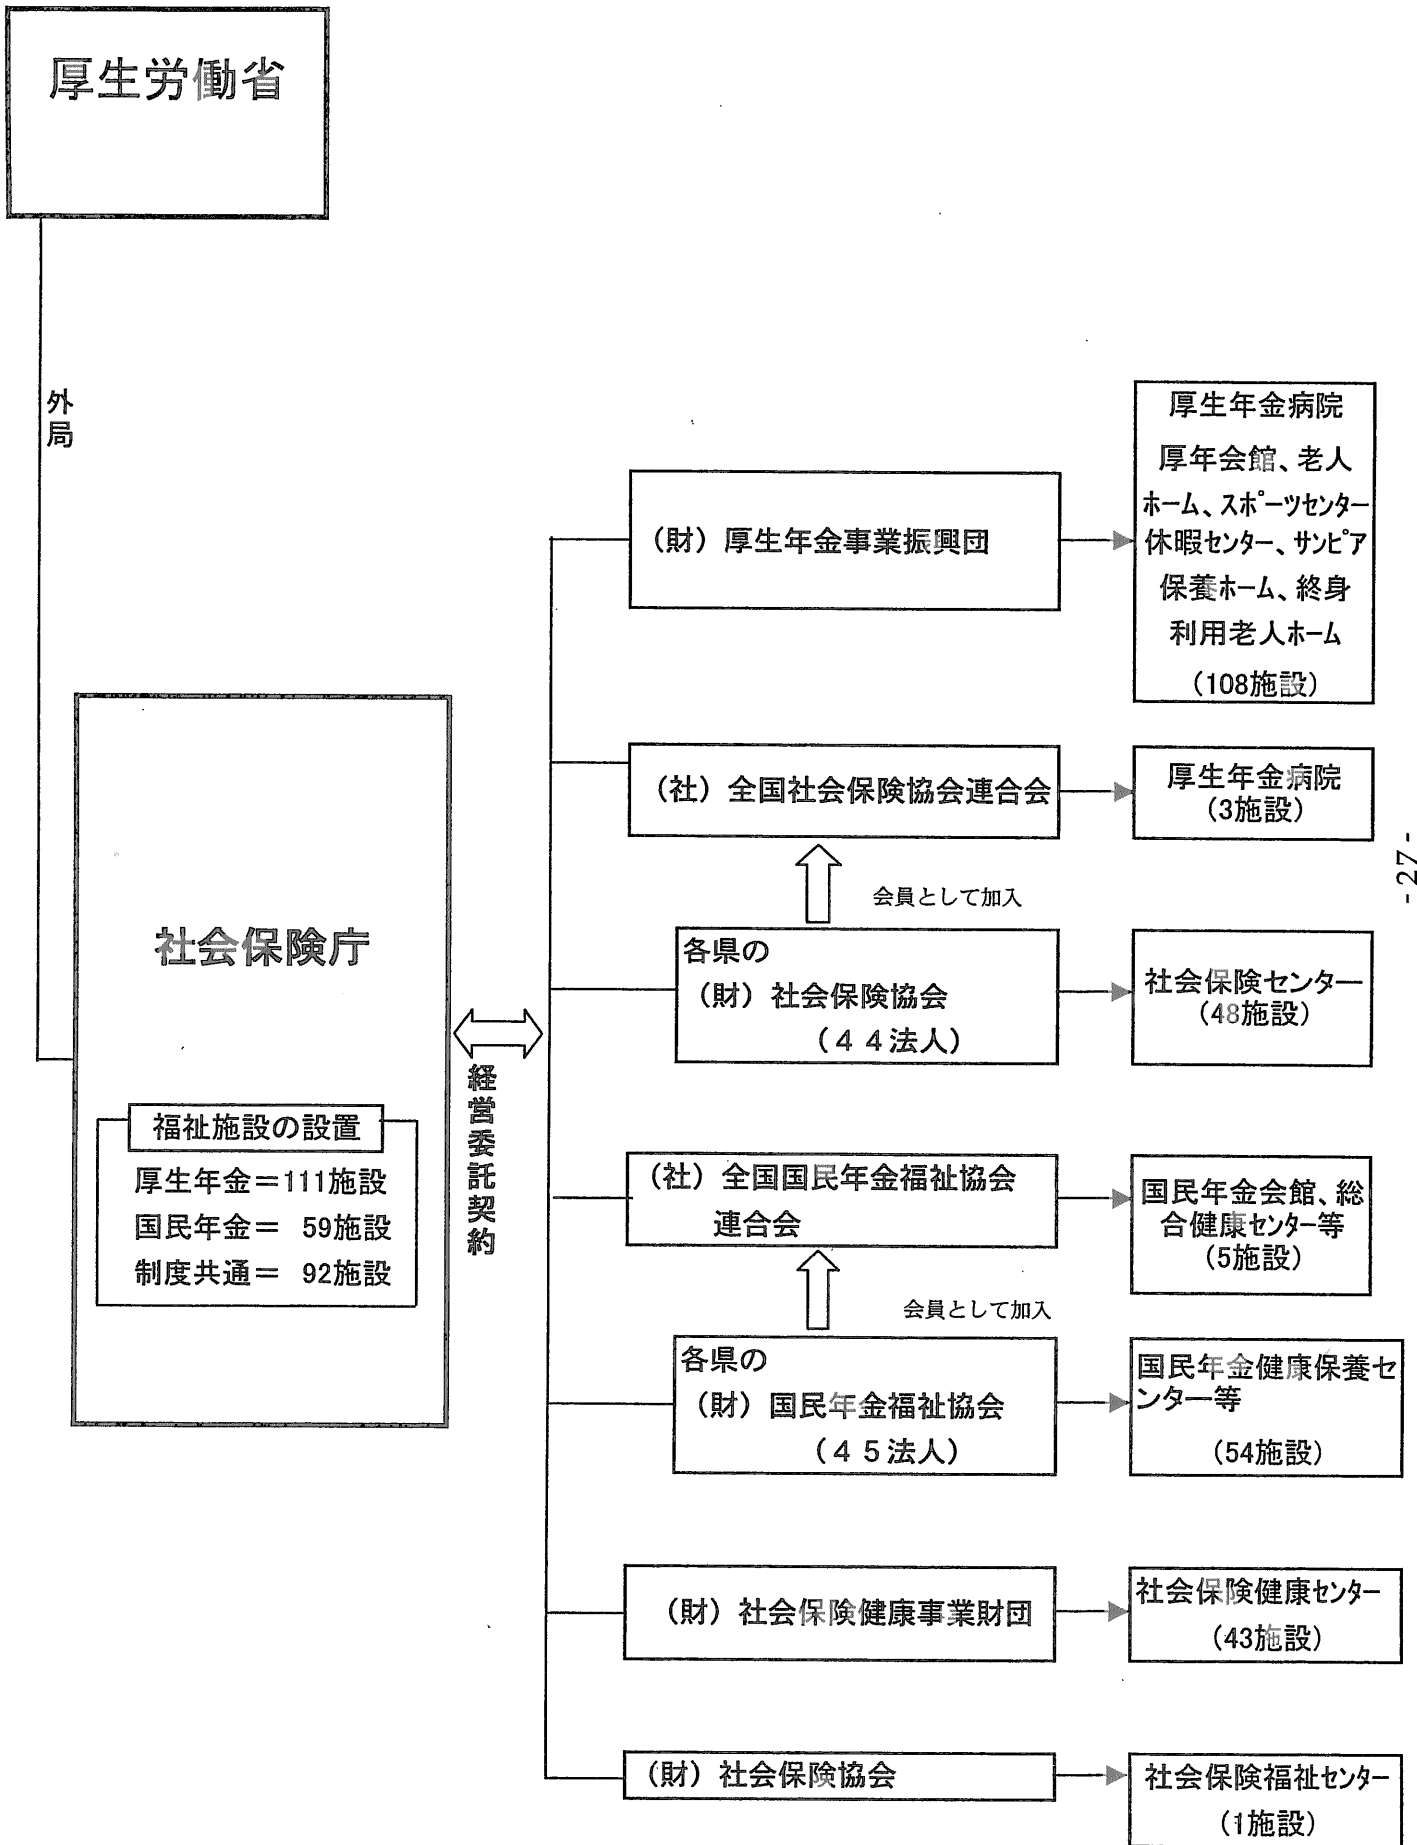 厚生労働省
外局
社会保険庁
福祉施設の設置
厚生年金＝111施設
国民年金＝ 59施設
制度共通＝ 92施設
経営委託契約
（財）厚生年金事業振興団
厚生年金病院
厚年会館、老人
ホーム、スポーツセンター
休暇センター、サンピア
保養ホーム、終身
利用老人ホーム
（108施設）
（社）全国社会保険協会連合会
厚生年金病院
（3施設）
会員として加入
各県の
（財）社会保険協会
（４４法人）
社会保険センター
（48施設）
（社）全国国民年金福祉協会
連合会
国民年金会館、総
合健康センター等
（5施設）
会員として加入
各県の
（財）国民年金福祉協会
（４５法人）
国民年金健康保養セ
ンター等
（54施設）
（財）社会保険健康事業財団
社会保険健康センター
（43施設）
（財）社会保険協会
社会保険福祉センター
（1施設）
- 27 -